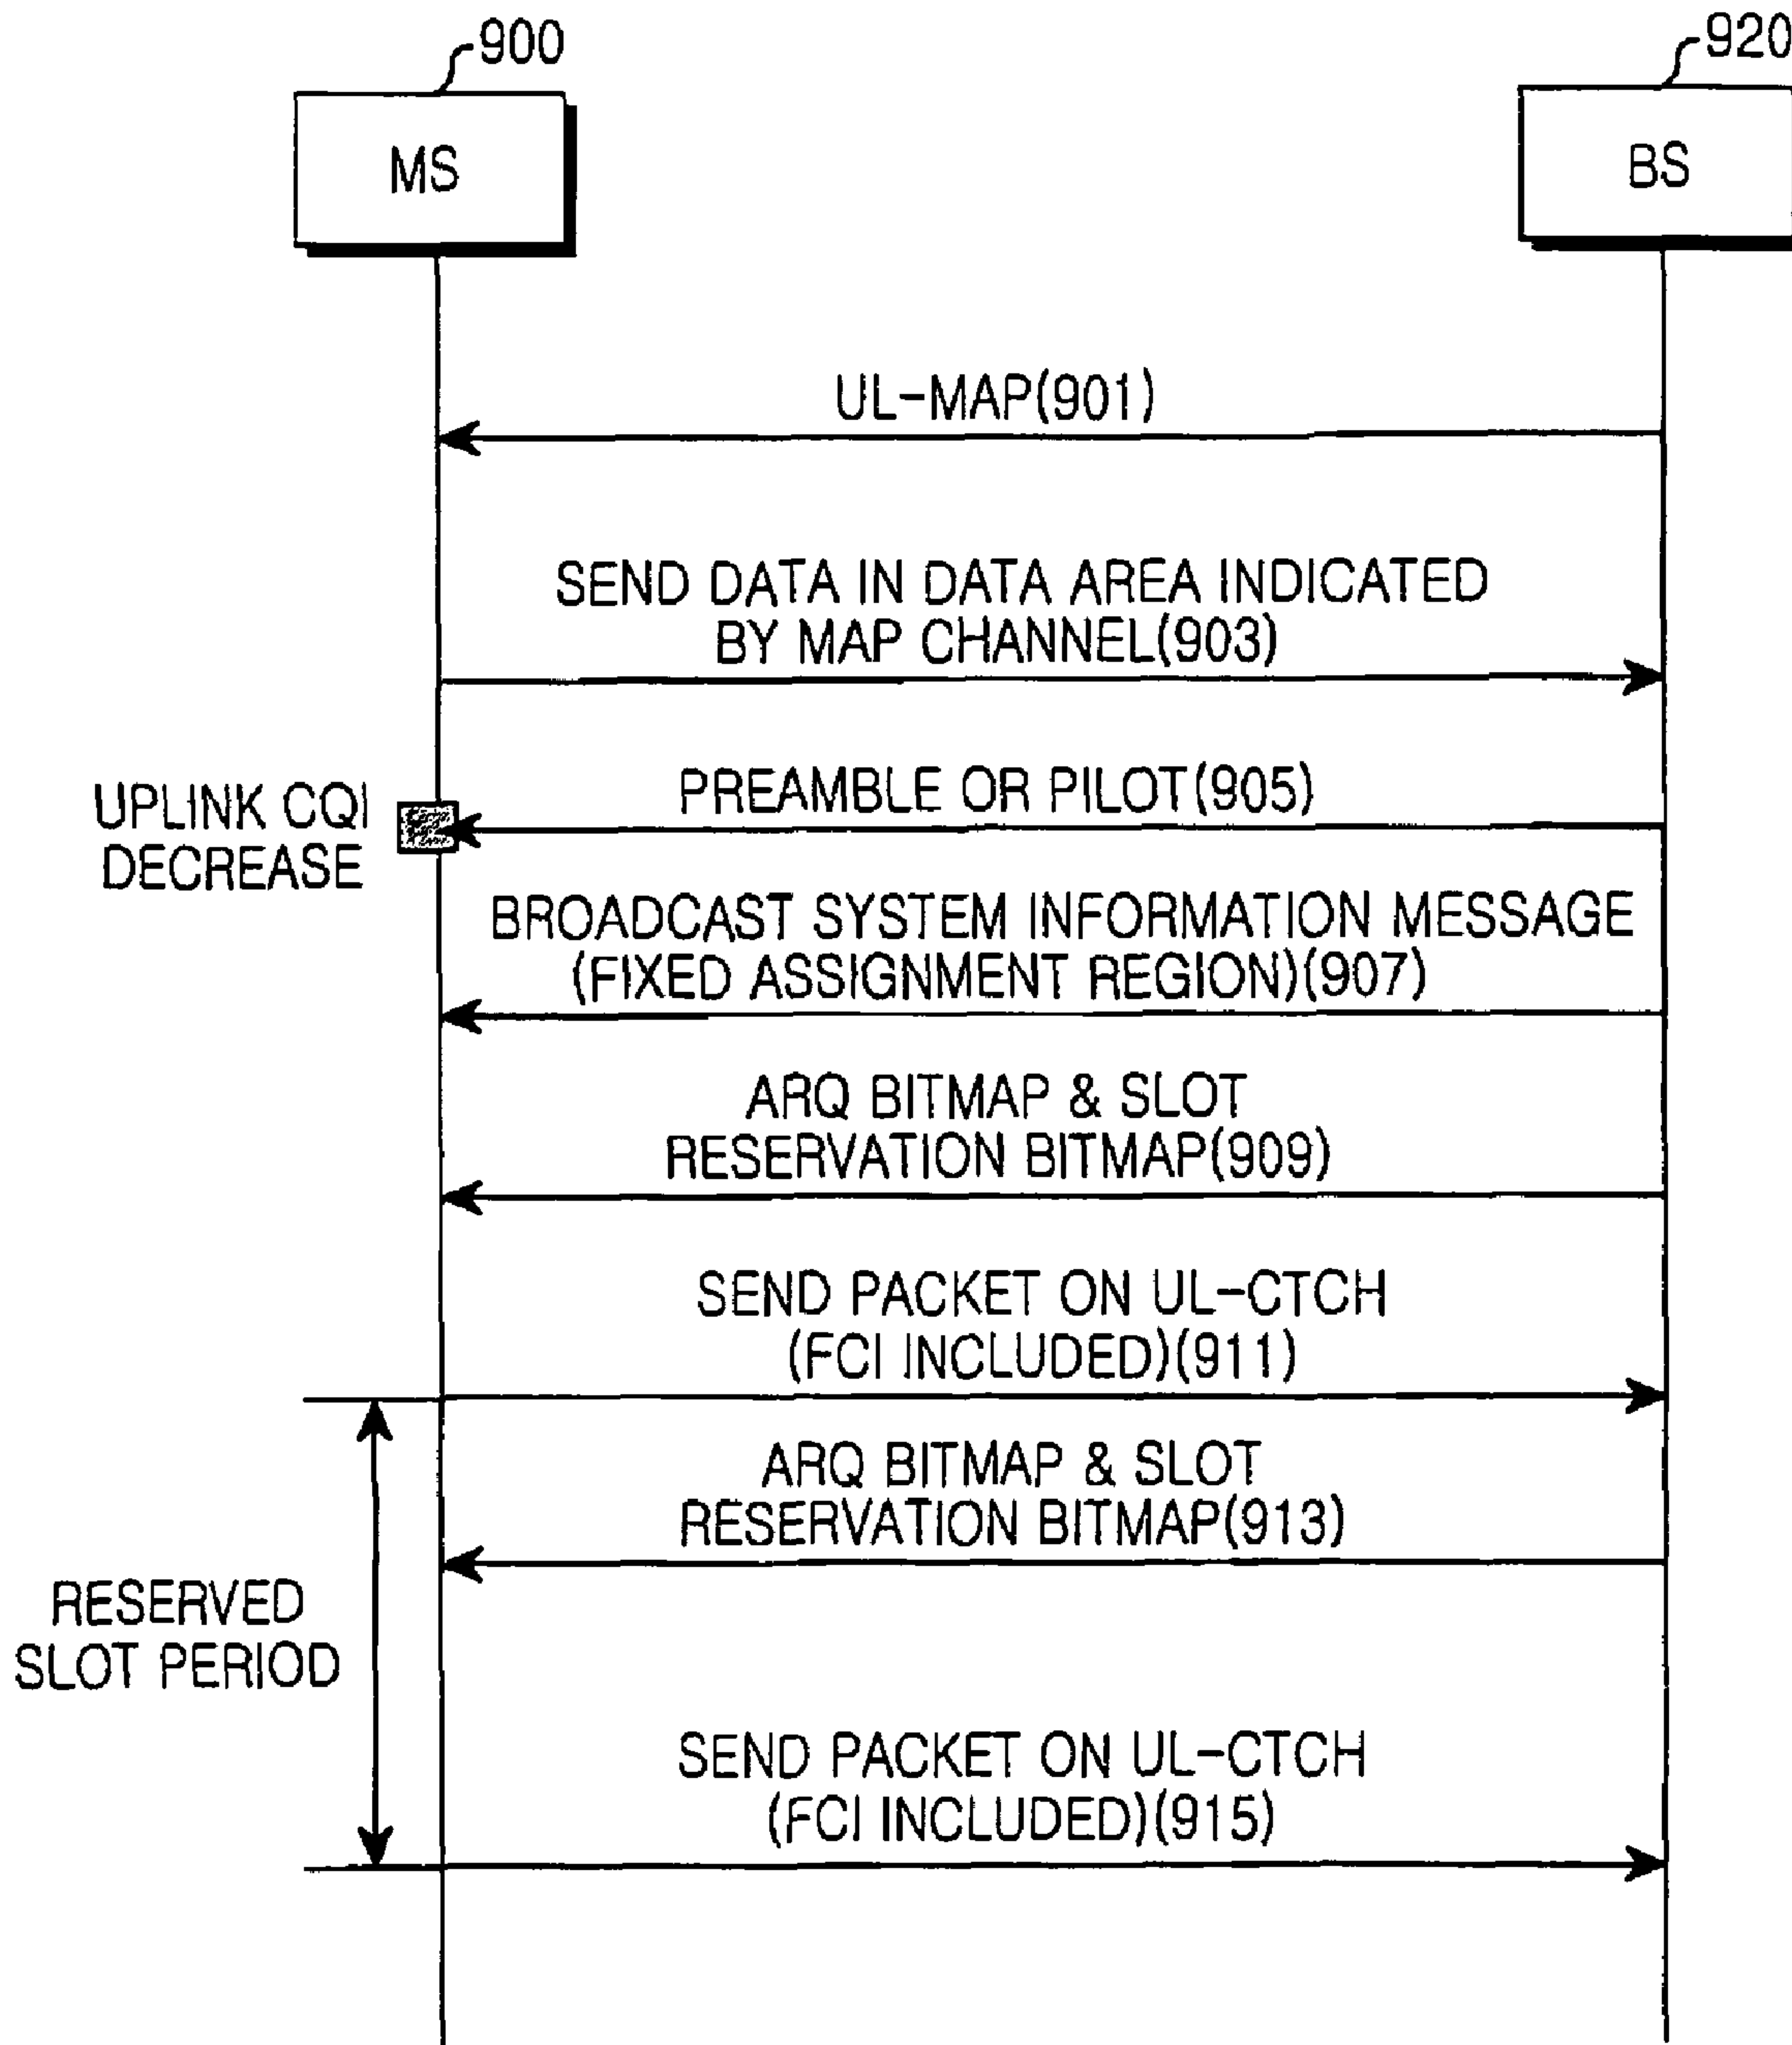 900
920
MS
BS
UL-MAP(901)
SEND DATA IN DATA AREA INDICATED
BY MAP CHANNEL(903)
UPLINK CQI
DECREASE
PREAMBLE OR PILOT(905)
BROADCAST SYSTEM INFORMATION MESSAGE
(FIXED ASSIGNMENT REGION)(907)
ARQ BITMAP & SLOT
RESERVATION BITMAP(909)
SEND PACKET ON UL-CTCH
(FCI INCLUDED)(911)
ARQ BITMAP & SLOT
RESERVATION BITMAP(913)
RESERVED
SLOT PERIOD
SEND PACKET ON UL-CTCH
(FCI INCLUDED)(915)